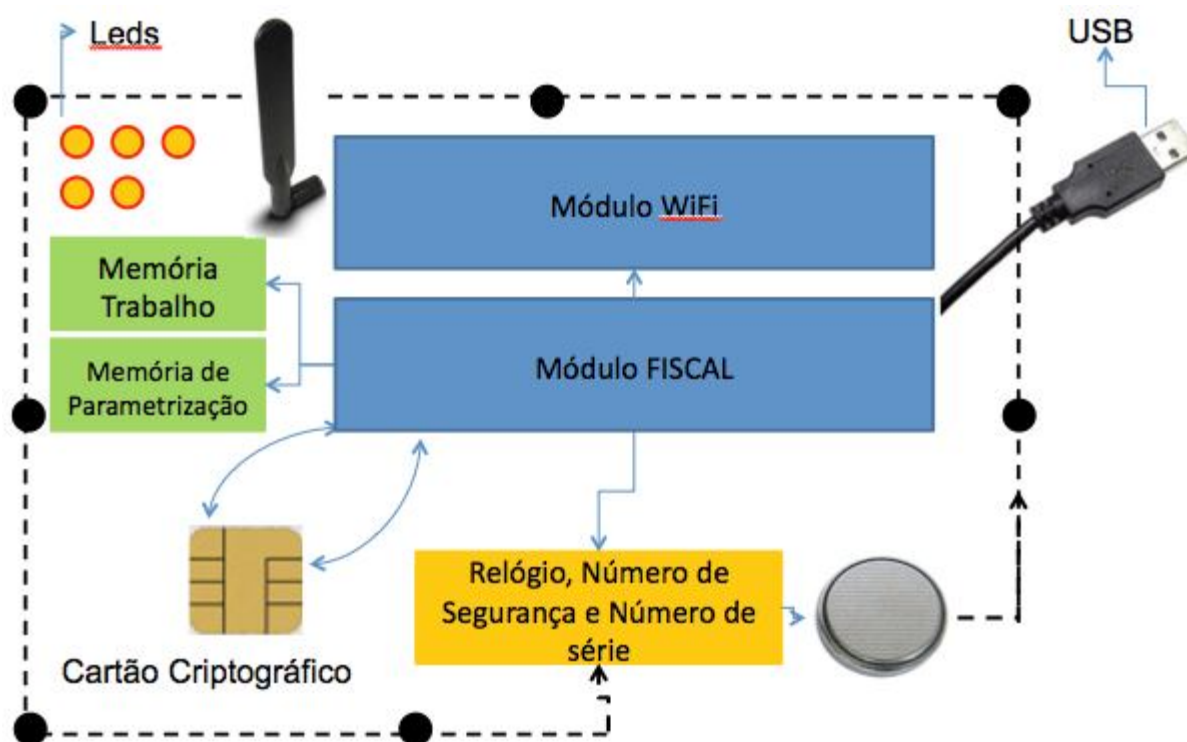 Leds
USB
Módulo WiFi
Memória
Trabalho
Módulo FISCAL
Memória de
Parametrização
Relógio, Número de
Segurança e Número de
série
Cartão Criptográfico